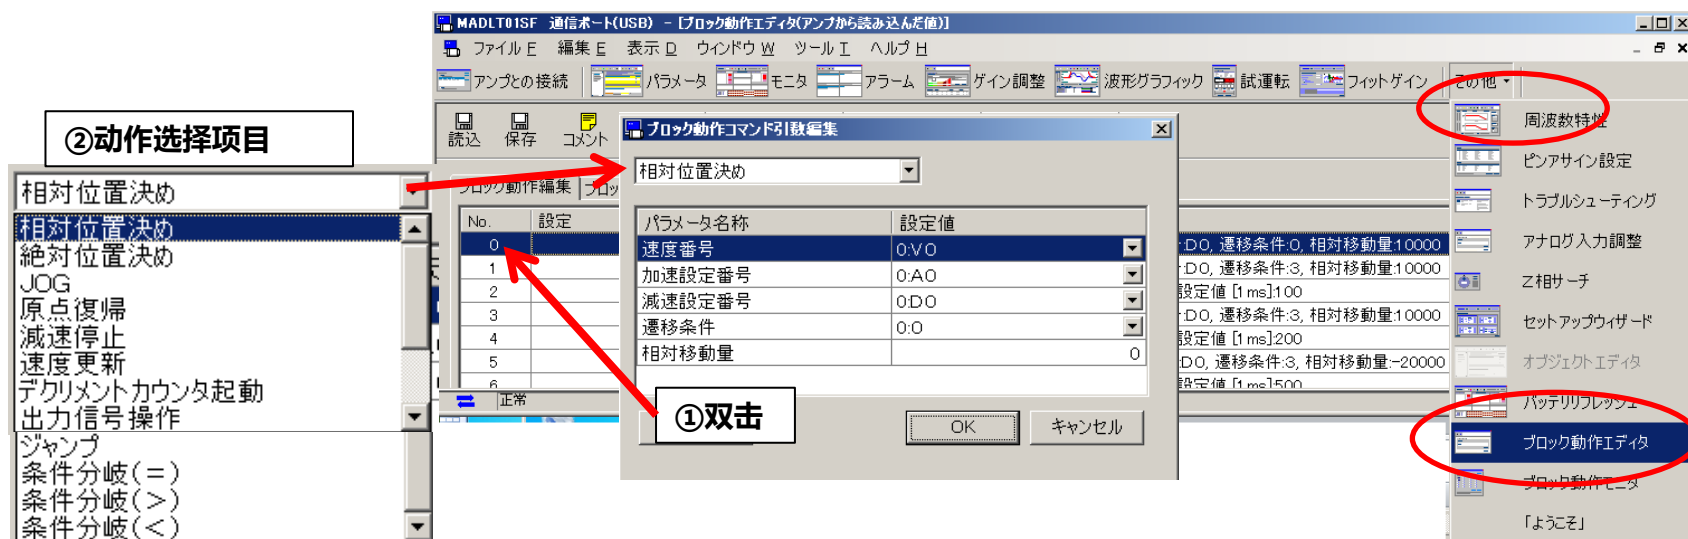 MADLT01SF 通信ポート(USB) - [ブロック動作エディタ(アンプから読み込んだ値)]
ファイル F 編集 E 表示 D ウィンドウ W ツール T ヘルプ H
アンプとの接続 パラメータ モニタ アラーム ゲイン調整 波形グラフィック 試運転 フィットゲイン その他
読込 保存 コメント
②动作选择项目
相対位置決め
相対位置決め
絶対位置決め
JOG
原点復帰
減速停止
速度更新
デクリメントカウンタ起動
出力信号操作
ジャンプ
条件分岐(=)
条件分岐(>)
条件分岐(<)
ブロック動作編集 ブロッ
No. 設定
0
1
2
3
4
5
6
正常
ブロック動作コマンド引数編集
相対位置決め
パラメータ名称 設定値
速度番号 0:V0
加速設定番号 0:A0
減速設定番号 0:D0
遷移条件 0:0
相対移動量 0
①双击
OK キャンセル
:D0, 遷移条件:0, 相対移動量:10000
:D0, 遷移条件:3, 相対移動量:10000
設定値 [1ms]:100
:D0, 遷移条件:3, 相対移動量:10000
設定値 [1ms]:200
:D0, 遷移条件:3, 相対移動量:-20000
設定値 [1ms]:500
周波数特性
ピンアサイン設定
トラブルシューティング
アナログ入力調整
Z相サーチ
セットアップウィザード
オブジェクトエディタ
バッテリリフレッシュ
ブロック動作エディタ
ブロック動作モニタ
「ようこそ」